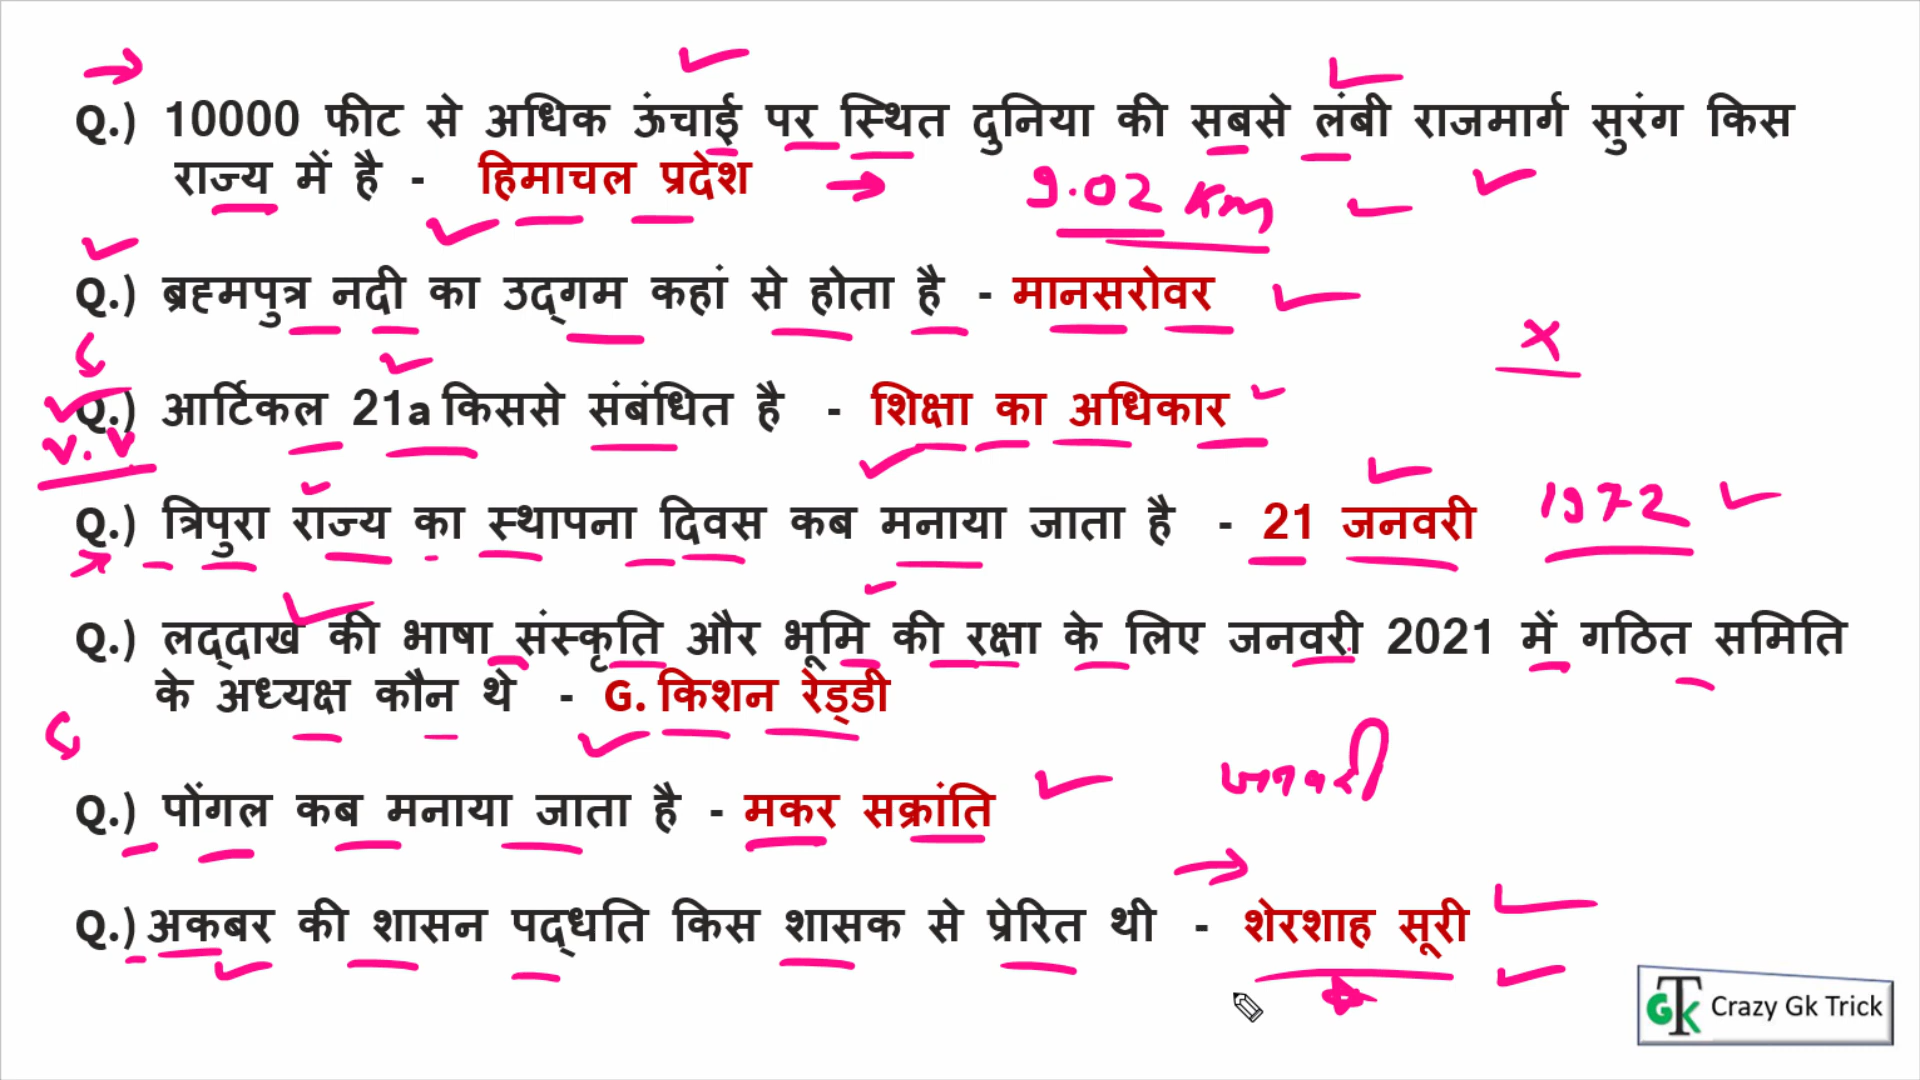 Q.) 10000 फीट से अधिक ऊंचाई पर स्थित दुनिया की सबसे लंबी राजमार्ग सुरंग किस
राज्य में है - हिमाचल प्रदेश 9.02 Km
Q.) ब्रह्मपुत्र नदी का उद्गम कहां से होता है - मानसरोवर
Q.) आर्टिकल 21a किससे संबंधित है - शिक्षा का अधिकार
V.V.
Q.) त्रिपुरा राज्य का स्थापना दिवस कब मनाया जाता है - 21 जनवरी 1972
Q.) लद्दाख की भाषा संस्कृति और भूमि की रक्षा के लिए जनवरी 2021 में गठित समिति
के अध्यक्ष कौन थे - G. किशन रेड्डी
जनवरी
Q.) पोंगल कब मनाया जाता है - मकर सक्रांति
Q.) अकबर की शासन पद्धति किस शासक से प्रेरित थी - शेरशाह सूरी
GTK Crazy Gk Trick